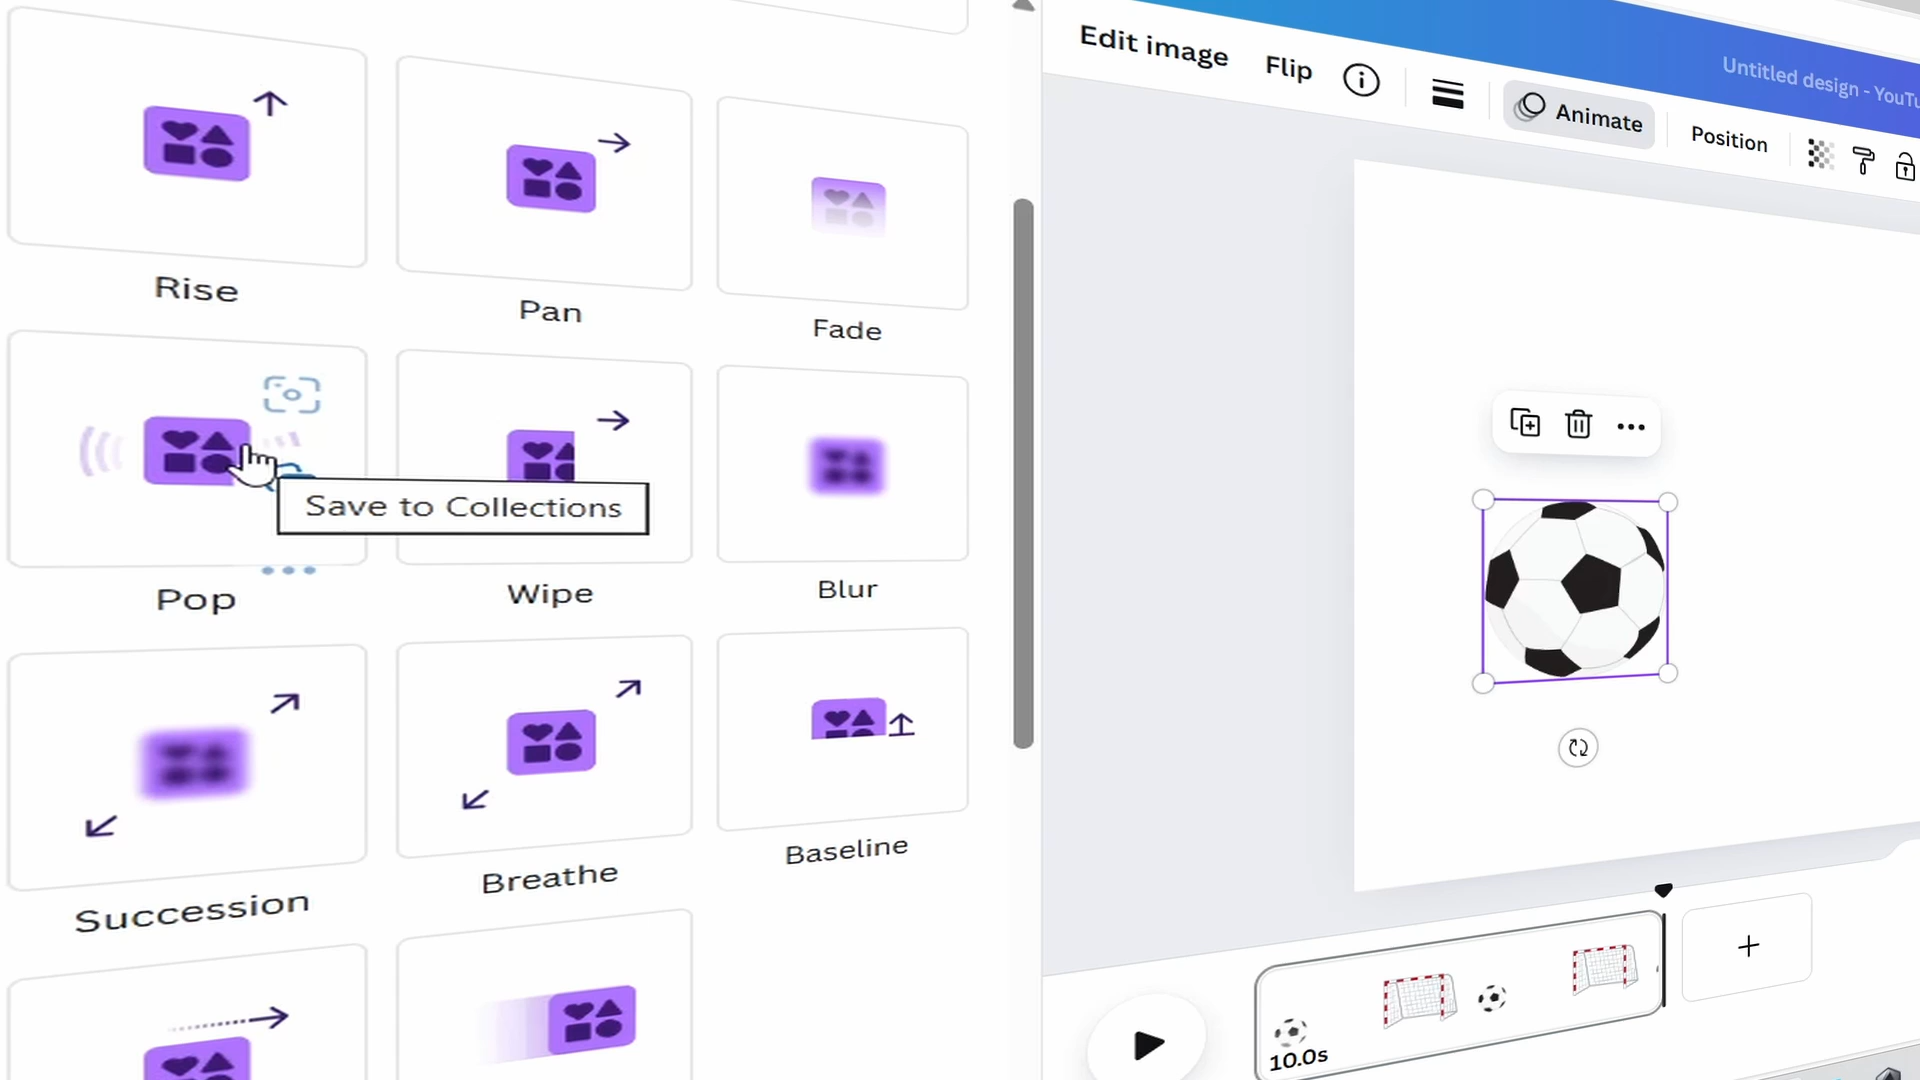 Edit image
Flip
Animate
Position
Untitled design - YouTu
Rise
Pan
Fade
Save to Collections
Pop
Wipe
Blur
Succession
Breathe
Baseline
10.0s